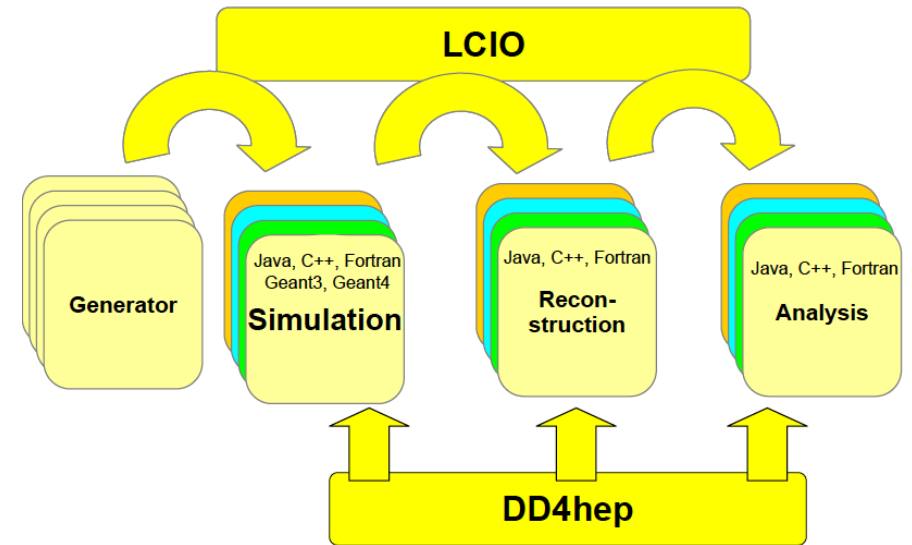 LCIO
Generator
Java, C++, Fortran
Geant3, Geant4
Simulation
Java, C++, Fortran
Recon-
struction
Java, C++, Fortran
Analysis
DD4hep